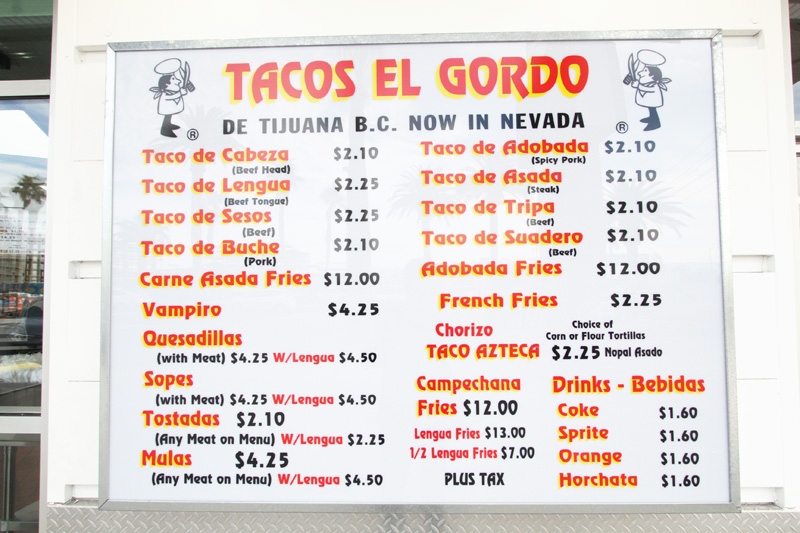 TACOS EL GORDO
® DE TIJUANA B.C. NOW IN NEVADA ®
Taco de Cabeza $2.10
(Beef Head)
Taco de Lengua $2.25
(Beef Tongue)
Taco de Sesos $2.25
(Beef)
Taco de Buche $2.10
(Pork)
Carne Asada Fries $12.00
Vampiro $4.25
Quesadillas
(with Meat) $4.25 W/Lengua $4.50
Sopes
(with Meat) $4.25 W/Lengua $4.50
Tostadas $2.10
(Any Meat on Menu) W/Lengua $2.25
Mulas $4.25
(Any Meat on Menu) W/Lengua $4.50
Taco de Adobada $2.10
(Spicy Pork)
Taco de Asada $2.10
(Steak)
Taco de Tripa $2.10
(Beef)
Taco de Suadero $2.10
(Beef)
Adobada Fries $12.00
French Fries $2.25
Chorizo Choice of
Corn or Flour Tortillas
TACO AZTECA $2.25 Nopal Asado
Campechana
Fries $12.00
Lengua Fries $13.00
1/2 Lengua Fries $7.00
PLUS TAX
Drinks - Bebidas
Coke $1.60
Sprite $1.60
Orange $1.60
Horchata $1.60